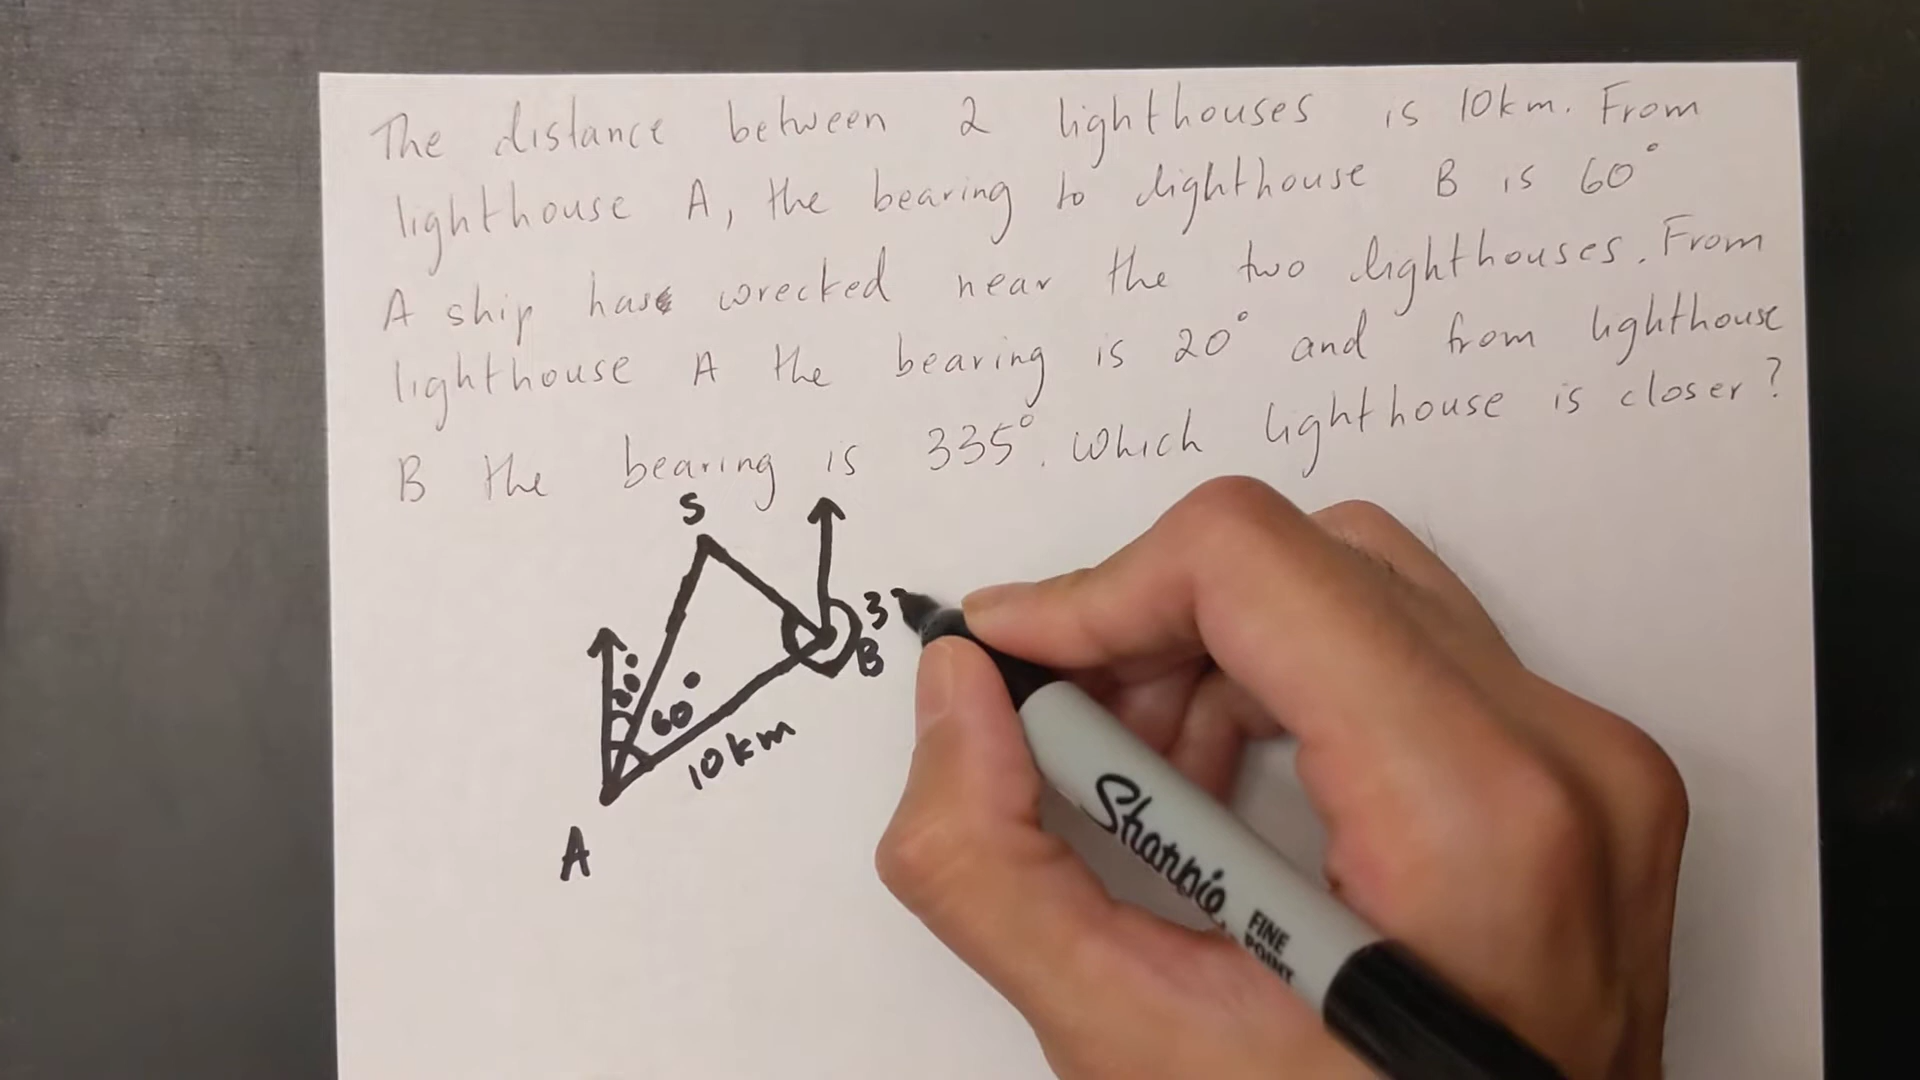 The distance between 2 lighthouses is 10km. From
lighthouse A, the bearing to lighthouse B is 60°
A ship has wrecked near the two lighthouses. From
lighthouse A the bearing is 20° and from lighthouse
B the bearing is 335°. Which lighthouse is closer?
S
20°
60°
3
B
10km
A
Sharpie
FINE
POINT